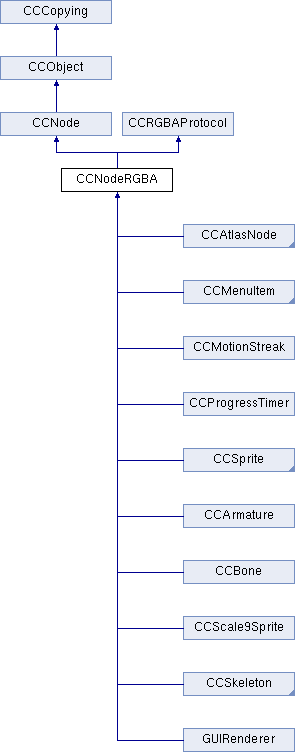 CCCopying
CCObject
CCNode
CCRGBAProtocol
CCNodeRGBA
CCAtlasNode
CCMenuItem
CCMotionStreak
CCProgressTimer
CCSprite
CCArmature
CCBone
CCScale9Sprite
CCSkeleton
GUIRenderer